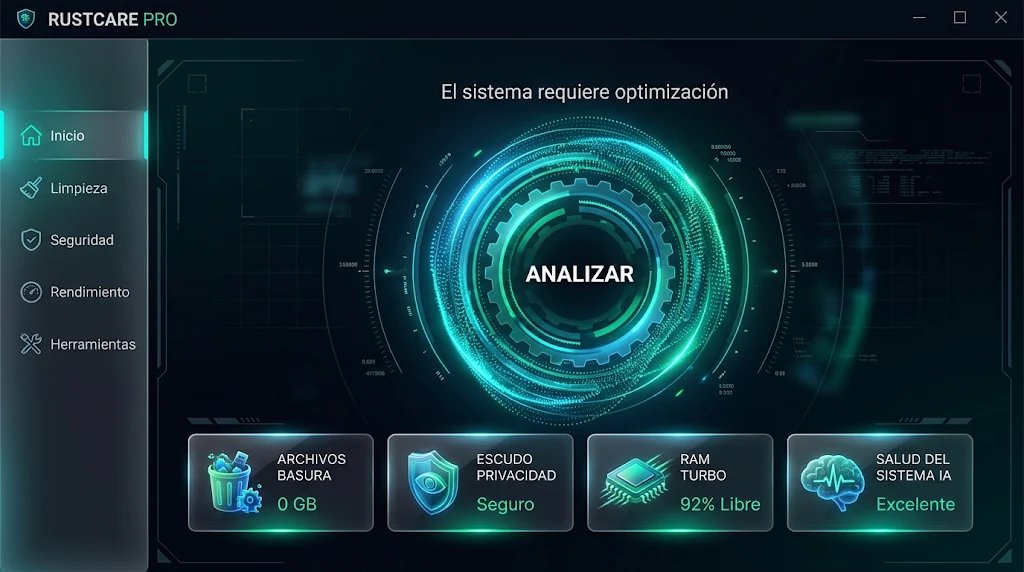 RUSTCARE PRO
Inicio
Limpieza
Seguridad
Rendimiento
Herramientas
El sistema requiere optimización
ANALIZAR
ARCHIVOS
BASURA
0 GB
ESCUDO
PRIVACIDAD
Seguro
RAM
TURBO
92% Libre
SALUD DEL
SISTEMA IA
Excelente